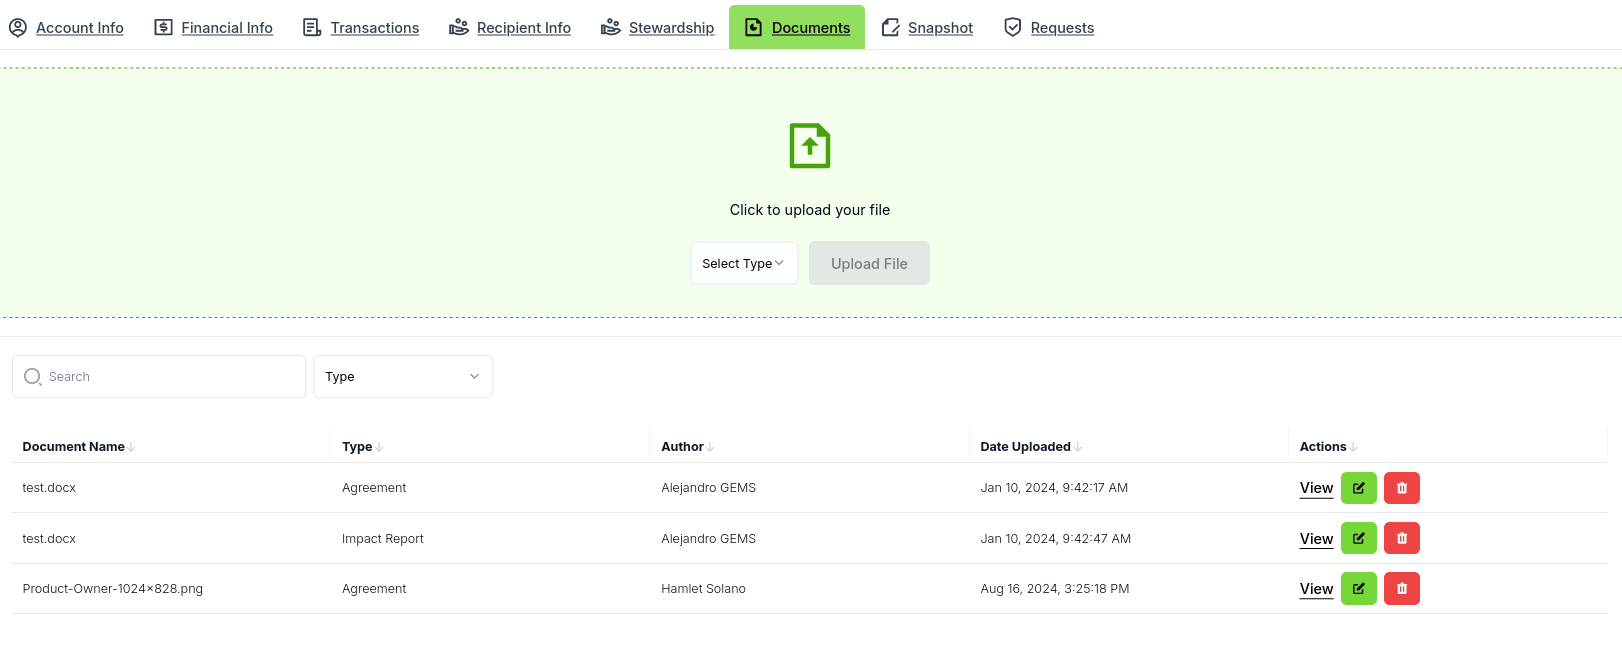 Account Info Financial Info Transactions Recipient Info Stewardship Documents Snapshot Requests
Click to upload your file
Select Type Upload File
Search Type
Document Name Type Author Date Uploaded Actions
test.docx Agreement Alejandro GEMS Jan 10, 2024, 9:42:17 AM View
test.docx Impact Report Alejandro GEMS Jan 10, 2024, 9:42:47 AM View
Product-Owner-1024x828.png Agreement Hamlet Solano Aug 16, 2024, 3:25:18 PM View